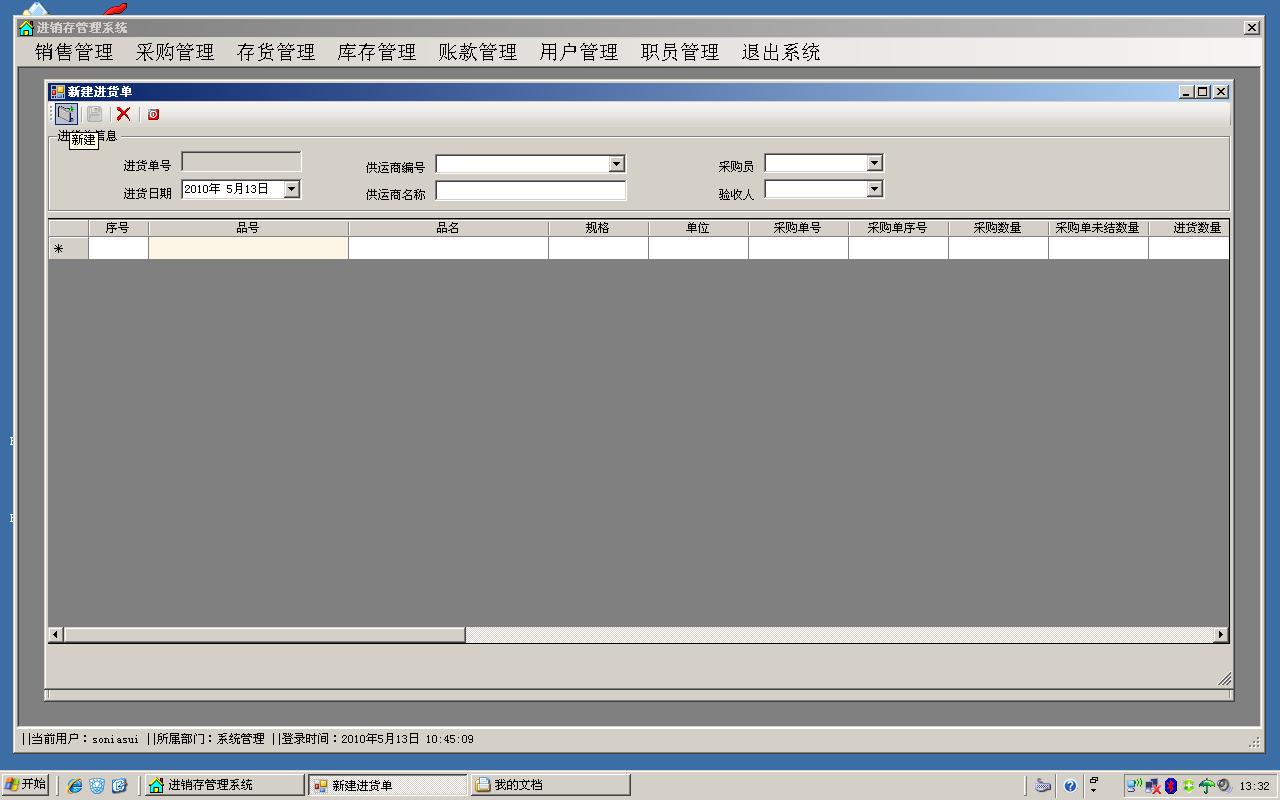 进销存管理系统
销售管理 采购管理 存货管理 库存管理 账款管理 用户管理 职员管理 退出系统
新建进货单
新建
信息
进货单号 供运商编号 采购员
进货日期 2010年 5月13日 供运商名称 验收人
序号 品号 品名 规格 单位 采购单号 采购单序号 采购数量 采购单未结数量 进货数量
||当前用户：soniasui ||所属部门：系统管理 ||登录时间：2010年5月13日 10:45:09
开始 进销存管理系统 新建进货单 我的文档 13:32